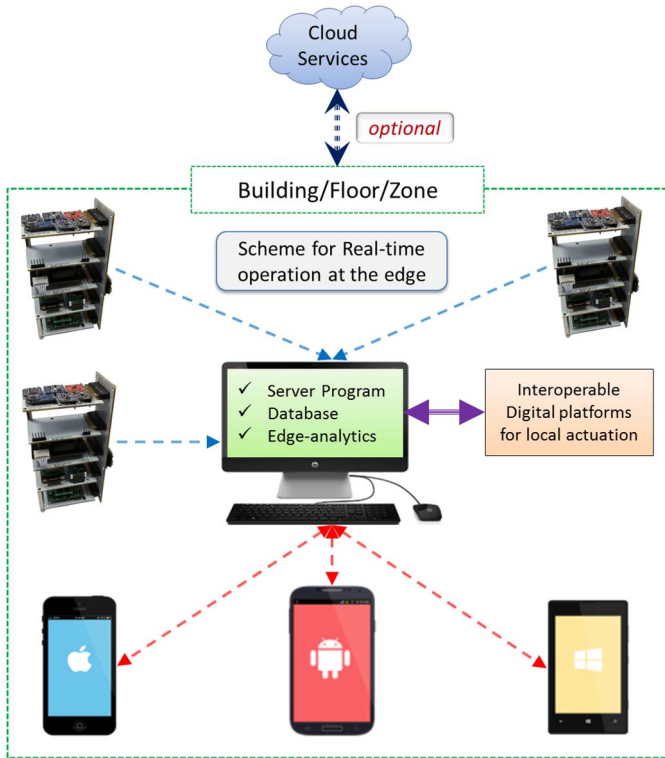 Cloud
Services
optional
Building/Floor/Zone
Scheme for Real-time
operation at the edge
✓ Server Program
✓ Database
✓ Edge-analytics
Interoperable
Digital platforms
for local actuation